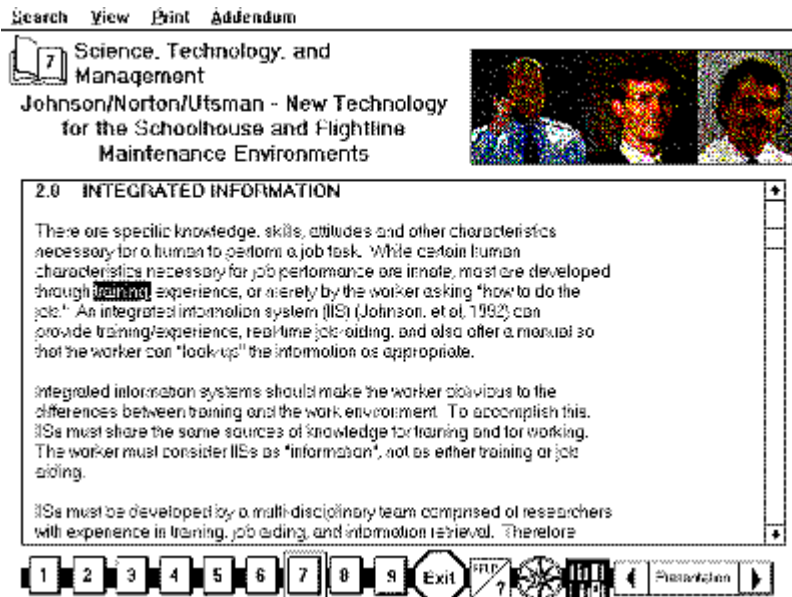 Search View Print Addendum
7
Science, Technology, and
Management
Johnson/Norton/Utsman - New Technology
for the Schoolhouse and Flightline
Maintenance Environments
2.0 INTEGRATED INFORMATION
There are specific knowledge, skills, attitudes and other characteristics
necessary for a human to perform a job task. While certain human
characteristics necessary for job performance are innate, most are developed
through training, experience, or merely by the worker asking "how to do the
job." An integrated information system (IIS) (Johnson, et al, 1992) can
provide training/experience, real-time job-aiding, and also offer a manual so
that the worker can "look-up" the information as appropriate.
Integrated information systems should make the worker oblivious to the
differences between training and the work environment. To accomplish this,
IISs must share the same sources of knowledge for training and for working.
The worker must consider IISs as "information", not as either training or job
aiding.
IISs must be developed by a multi-disciplinary team comprised of researchers
with experience in training, job aiding, and information retrieval. Therefore
1 2 3 4 5 6 7 8 9 Exit HELP ? Presentation